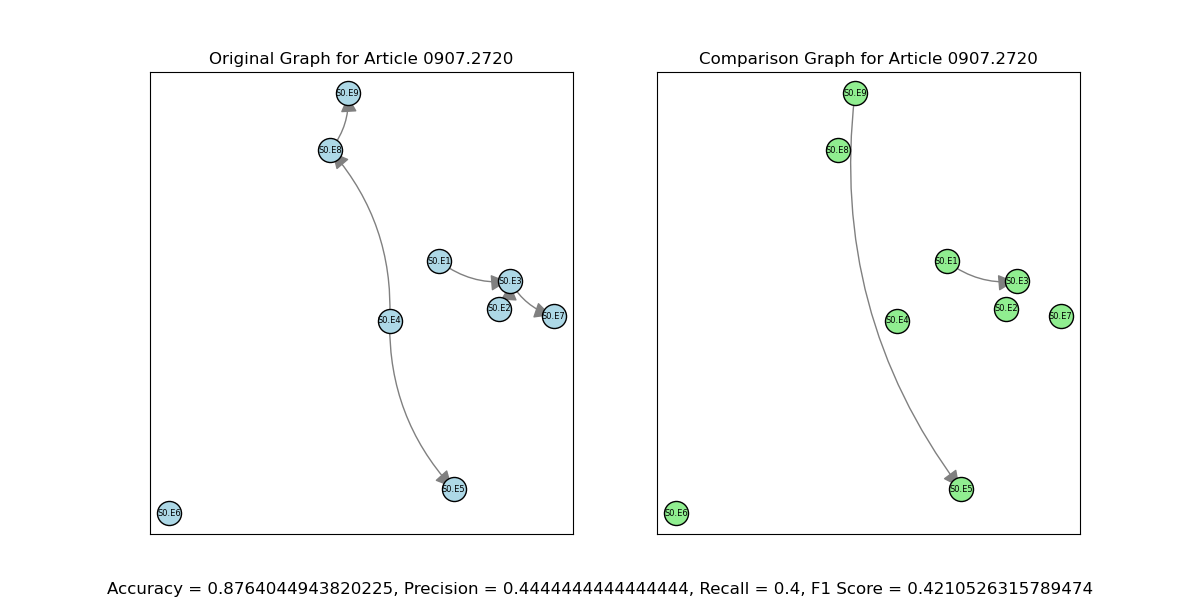 Original Graph for Article 0907.2720
Comparison Graph for Article 0907.2720
S0.E9
S0.E8
S0.E1
S0.E3
S0.E2
S0.E7
S0.E4
S0.E5
S0.E6
S0.E9
S0.E8
S0.E1
S0.E3
S0.E2
S0.E7
S0.E4
S0.E5
S0.E6
Accuracy = 0.8764044943820225, Precision = 0.4444444444444444, Recall = 0.4, F1 Score = 0.4210526315789474